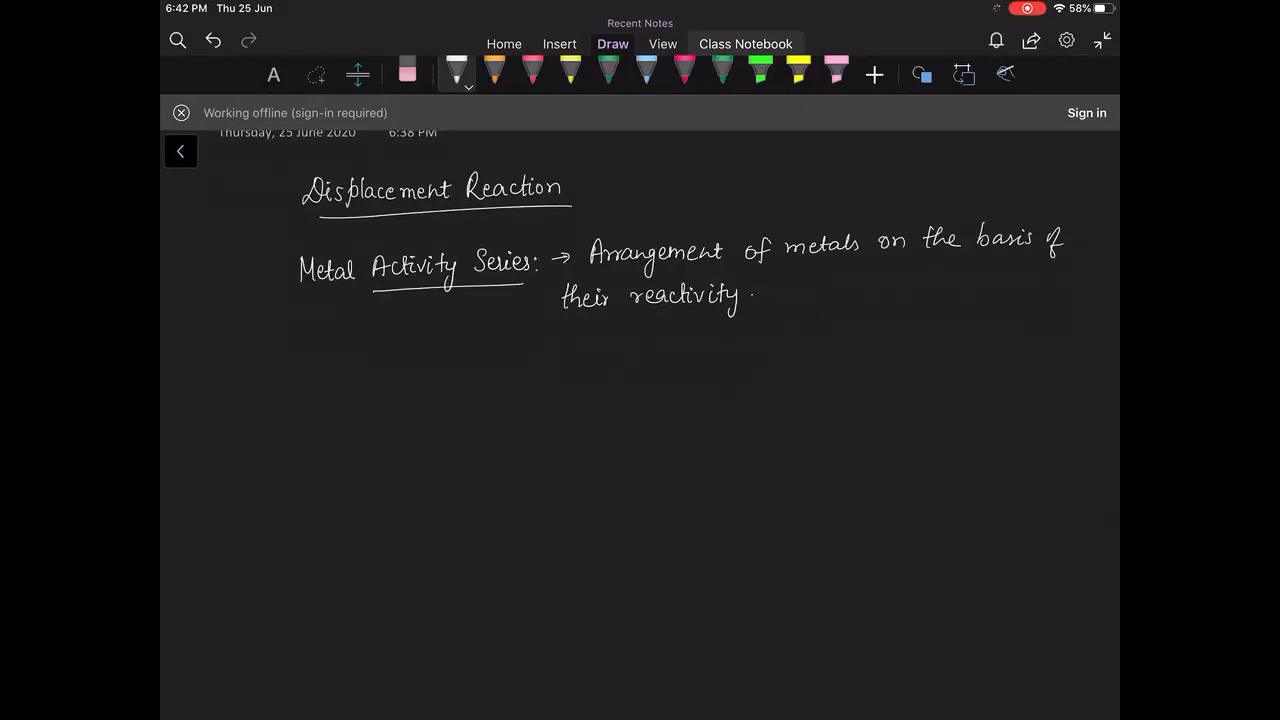 6:42 PM Thu 25 Jun 58%
Recent Notes
Home Insert Draw View Class Notebook
A
Working offline (sign-in required) Sign in
Thursday, 25 June 2020 6:38 PM
Displacement Reaction
Metal Activity Series: → Arrangement of metals on the basis of
their reactivity.